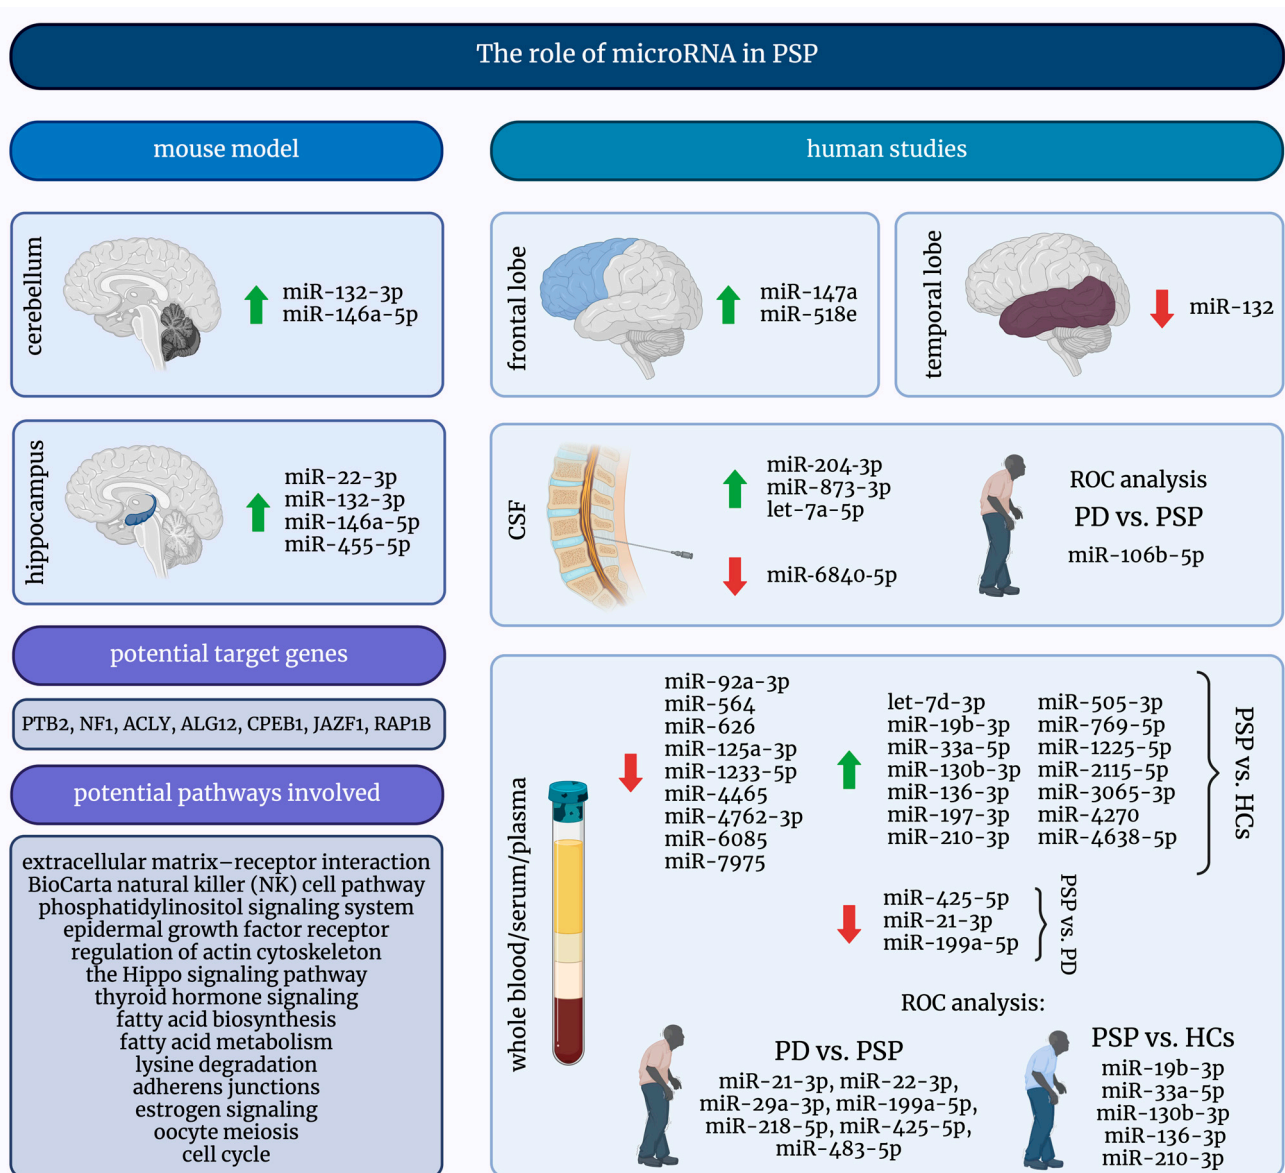 The role of microRNA in PSP
mouse model
cerebellum
miR-132-3p
miR-146a-5p
hippocampus
miR-22-3p
miR-132-3p
miR-146a-5p
miR-455-5p
potential target genes
PTB2, NF1, ACLY, ALG12, CPEB1, JAZF1, RAP1B
potential pathways involved
extracellular matrix–receptor interaction
BioCarta natural killer (NK) cell pathway
phosphatidylinositol signaling system
epidermal growth factor receptor
regulation of actin cytoskeleton
the Hippo signaling pathway
thyroid hormone signaling
fatty acid biosynthesis
fatty acid metabolism
lysine degradation
adherens junctions
estrogen signaling
oocyte meiosis
cell cycle
human studies
frontal lobe
miR-147a
miR-518e
temporal lobe
miR-132
CSF
miR-204-3p
miR-873-3p
let-7a-5p
miR-6840-5p
ROC analysis
PD vs. PSP
miR-106b-5p
whole blood/serum/plasma
miR-92a-3p
miR-564
miR-626
miR-125a-3p
miR-1233-5p
miR-4465
miR-4762-3p
miR-6085
miR-7975
let-7d-3p
miR-19b-3p
miR-33a-5p
miR-130b-3p
miR-136-3p
miR-197-3p
miR-210-3p
miR-505-3p
miR-769-5p
miR-1225-5p
miR-2115-5p
miR-3065-3p
miR-4270
miR-4638-5p
PSP vs. HCs
miR-425-5p
miR-21-3p
miR-199a-5p
PSP vs. PD
ROC analysis:
PD vs. PSP
miR-21-3p, miR-22-3p,
miR-29a-3p, miR-199a-5p,
miR-218-5p, miR-425-5p,
miR-483-5p
PSP vs. HCs
miR-19b-3p
miR-33a-5p
miR-130b-3p
miR-136-3p
miR-210-3p